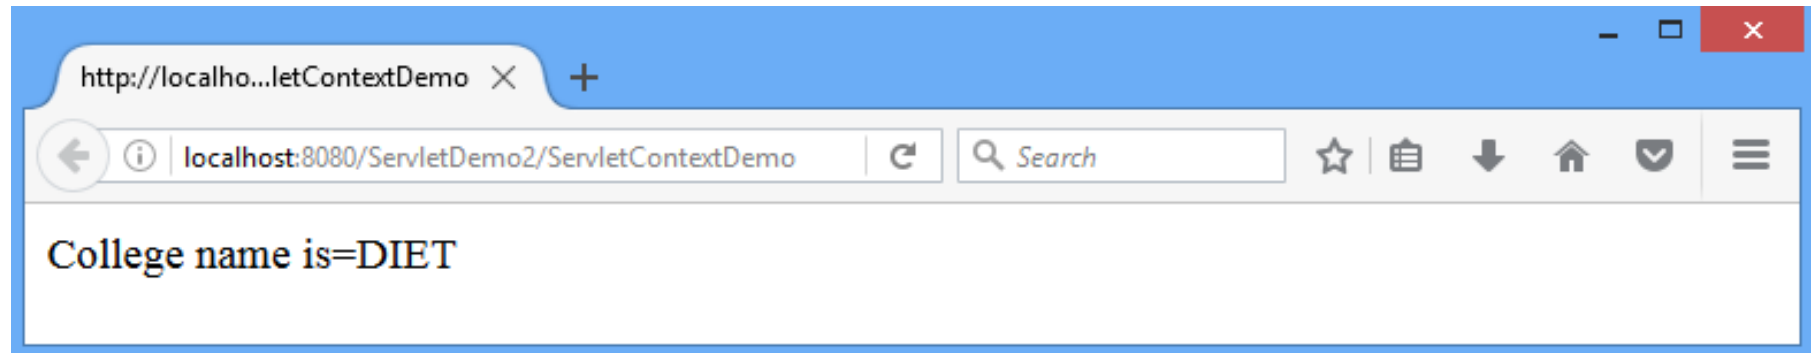 http://localho...letContextDemo
localhost:8080/ServletDemo2/ServletContextDemo
Search
College name is=DIET